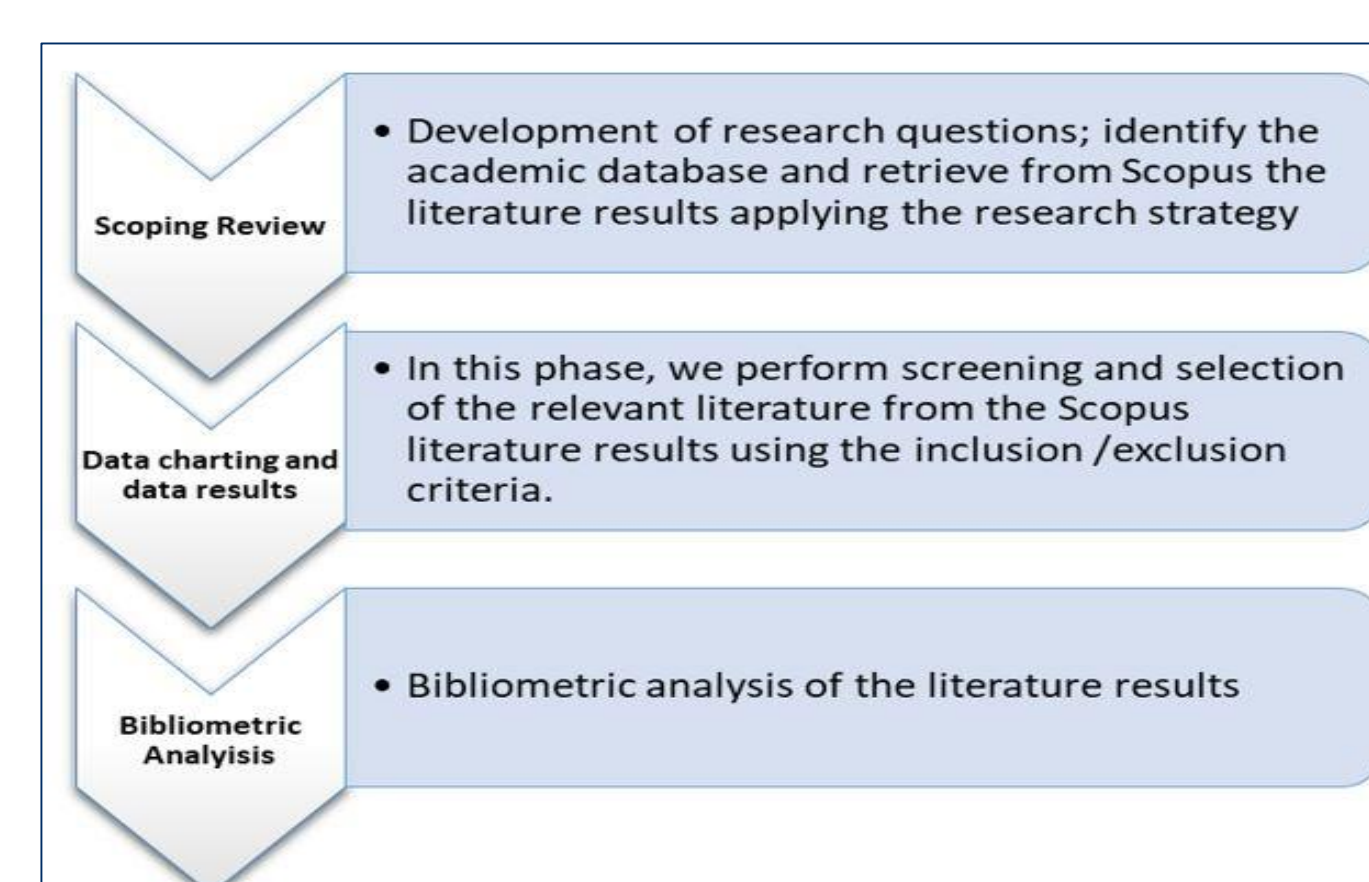 Scoping Review
• Development of research questions; identify the
academic database and retrieve from Scopus the
literature results applying the research strategy
Data charting and
data results
• In this phase, we perform screening and selection
of the relevant literature from the Scopus
literature results using the inclusion /exclusion
criteria.
Bibliometric
Analyisis
• Bibliometric analysis of the literature results